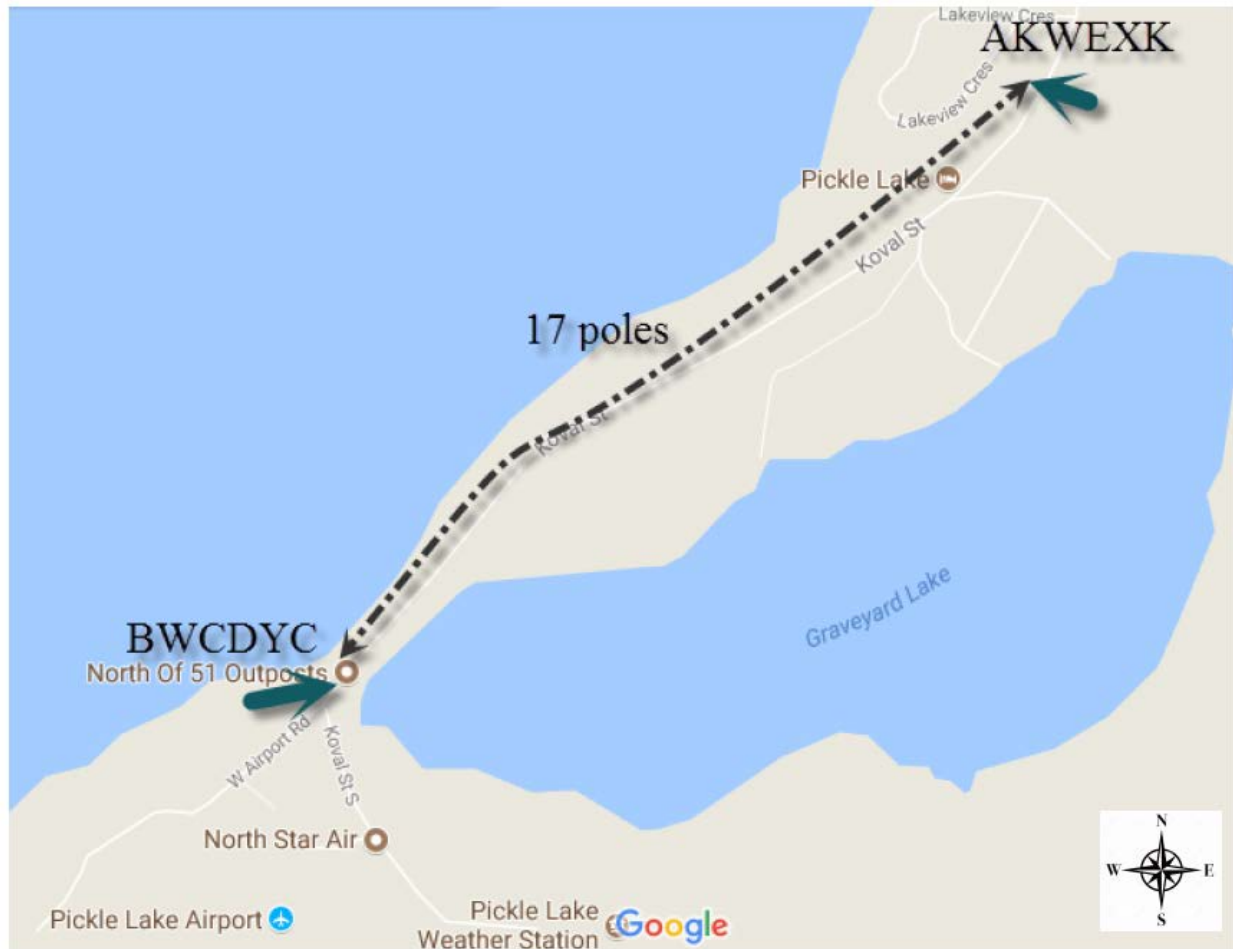 Lakeview Cres
AKWEXK
Lakeview Cres
Pickle Lake
Koval St
17 poles
Koval St
Graveyard Lake
BWCDYC
North Of 51 Outposts
W Airport Rd
Koval St S
North Star Air
Pickle Lake Airport
Pickle Lake
Weather Station
Google
N
W E
S